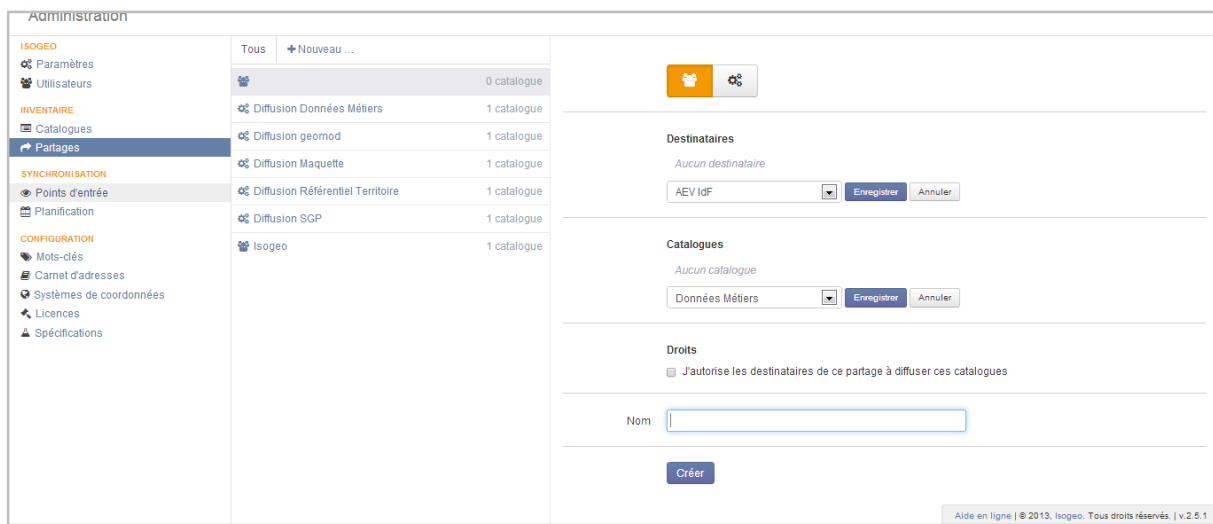 Administration
ISOGEO
Paramètres
Utilisateurs
INVENTAIRE
Catalogues
Partages
SYNCHRONISATION
Points d'entrée
Planification
CONFIGURATION
Mots-clés
Carnet d'adresses
Systèmes de coordonnées
Licences
Spécifications
Tous
+Nouveau ...
0 catalogue
Diffusion Données Métiers 1 catalogue
Diffusion geomod 1 catalogue
Diffusion Maquette 1 catalogue
Diffusion Référentiel Territoire 1 catalogue
Diffusion SGP 1 catalogue
Isogeo 1 catalogue
Destinataires
Aucun destinataire
AEV IdF Enregistrer Annuler
Catalogues
Aucun catalogue
Données Métiers Enregistrer Annuler
Droits
J'autorise les destinataires de ce partage à diffuser ces catalogues
Nom
Créer
Aide en ligne | © 2013, Isogeo. Tous droits réservés. | v.2.5.1